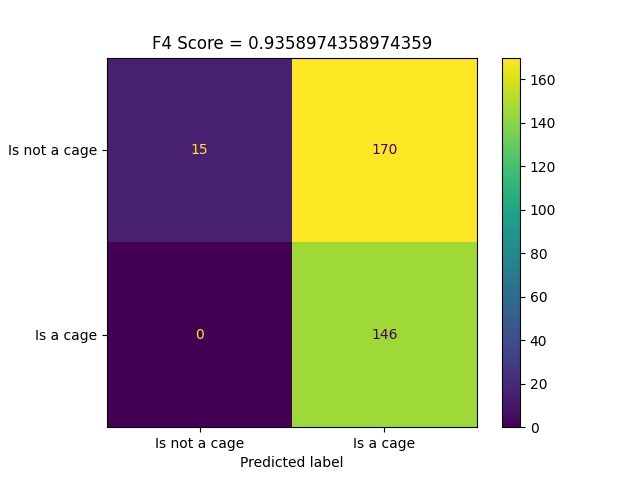 F4 Score = 0.9358974358974359
Is not a cage
15
170
Is a cage
0
146
Is not a cage
Is a cage
Predicted label
160
140
120
100
80
60
40
20
0